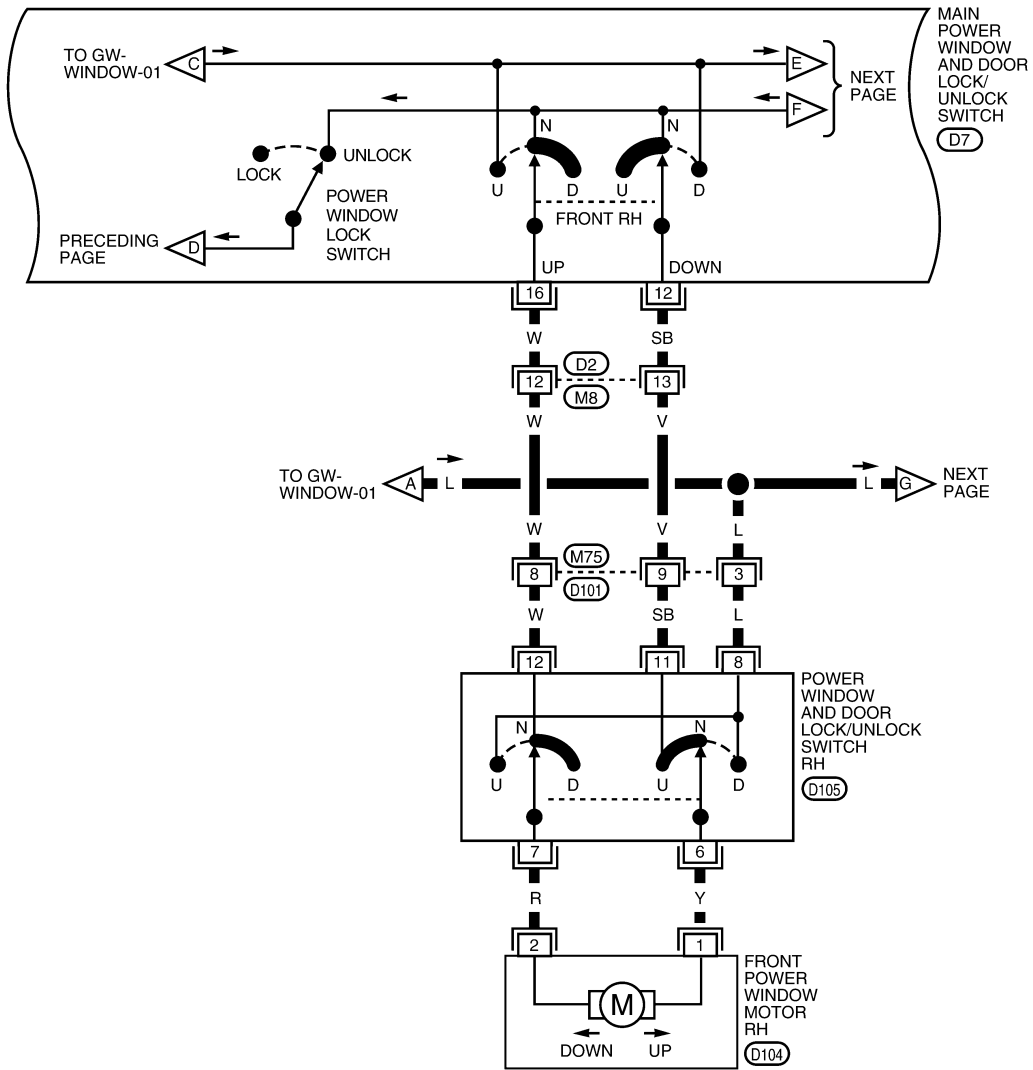 MAIN
POWER
WINDOW
AND DOOR
LOCK/
UNLOCK
SWITCH
D7
TO GW-
WINDOW-01
C
E
F
NEXT
PAGE
N
N
LOCK
UNLOCK
U
D
U
D
POWER
WINDOW
LOCK
SWITCH
FRONT RH
PRECEDING
PAGE
D
UP
DOWN
16
12
W
SB
12
D2
M8
13
W
V
TO GW-
WINDOW-01
A
L
L
G
NEXT
PAGE
W
V
L
8
M75
D101
9
3
W
SB
L
12
11
8
POWER
WINDOW
AND DOOR
LOCK/UNLOCK
SWITCH
RH
D105
N
N
U
D
U
D
7
6
R
Y
2
1
FRONT
POWER
WINDOW
MOTOR
RH
D104
M
DOWN
UP